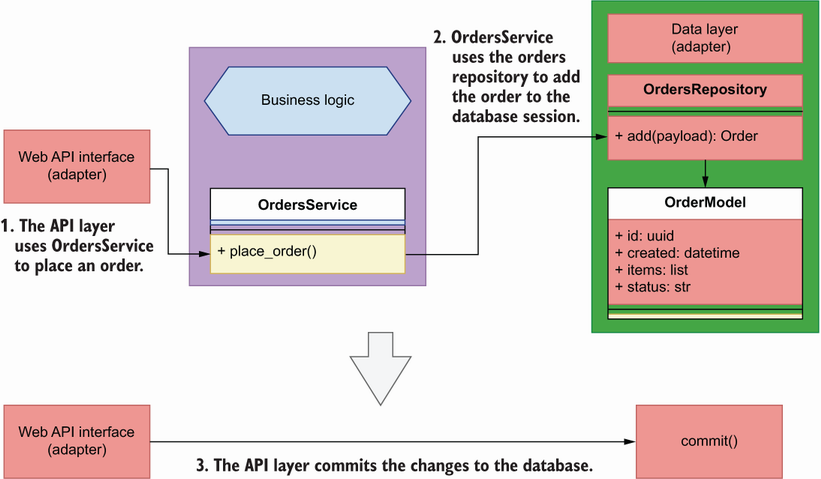 Web API interface
(adapter)
1. The API layer
uses OrdersService
to place an order.
Business logic
OrdersService
+ place_order()
2. OrdersService
uses the orders
repository to add
the order to the
database session.
Data layer
(adapter)
OrdersRepository
+ add(payload): Order
OrderModel
+ id: uuid
+ created: datetime
+ items: list
+ status: str
Web API interface
(adapter)
3. The API layer commits the changes to the database.
commit()